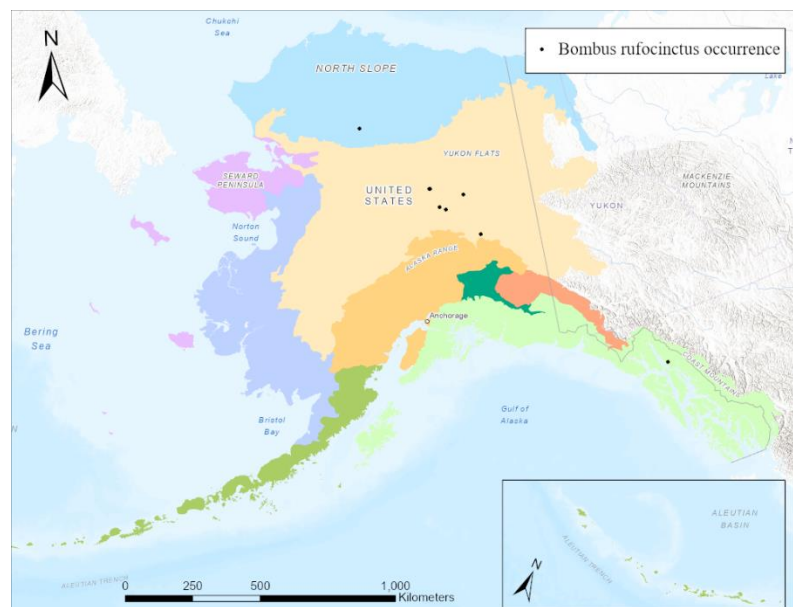 Chukchi
Sea
N
• Bombus rufocinctus occurrence
NORTH SLOPE
Lake
YUKON FLATS
MACKENZIE
MOUNTAINS
SEWARD
PENINSULA
UNITED
STATES
YUKON
Norton
Sound
ALASKA RANGE
Anchorage
Bering
Sea
COAST MOUNTAINS
Bristol
Bay
Gulf of
Alaska
ALEUTIAN
BASIN
ALEUTIAN TRENCH
N
ALEUTIAN TRENCH
0 250 500 1,000
Kilometers